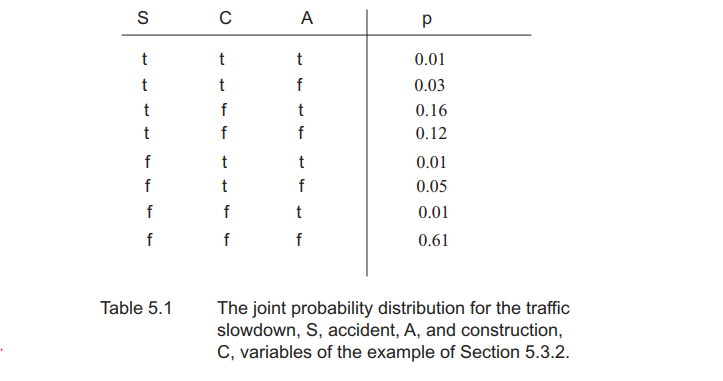 S C A p
t t t 0.01
t t f 0.03
t f t 0.16
t f f 0.12
f t t 0.01
f t f 0.05
f f t 0.01
f f f 0.61
Table 5.1 The joint probability distribution for the traffic
slowdown, S, accident, A, and construction,
C, variables of the example of Section 5.3.2.